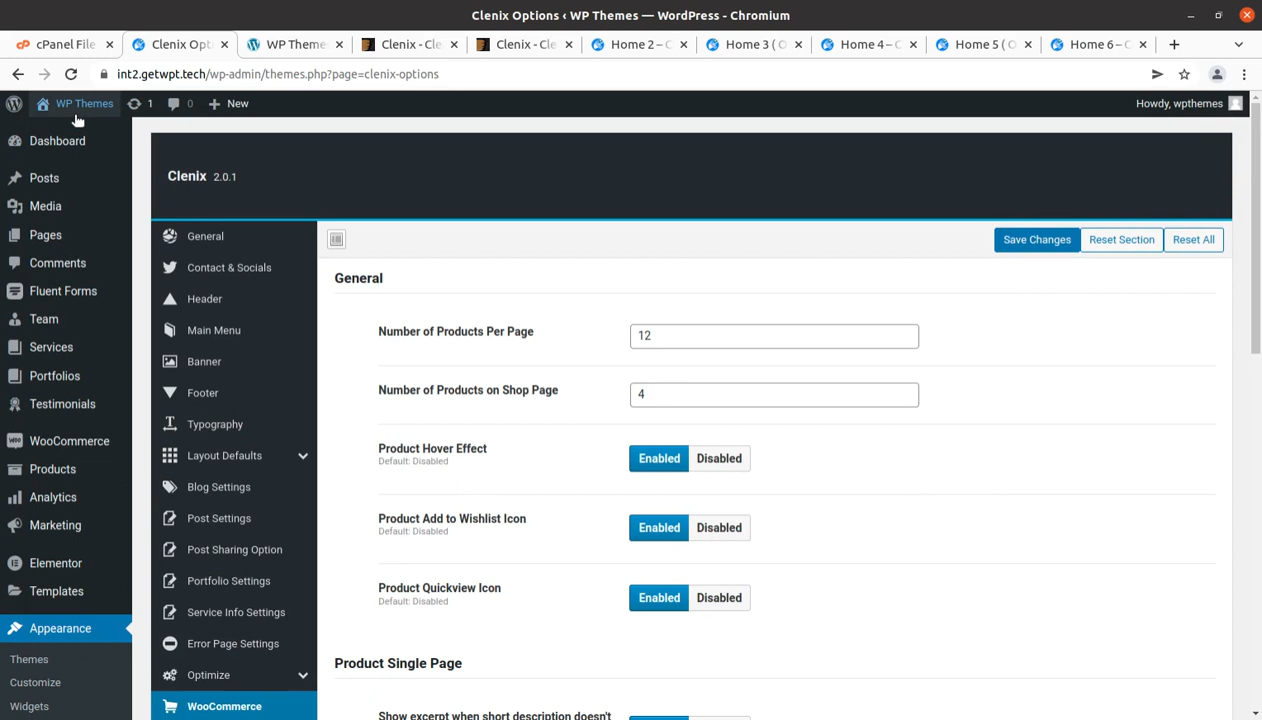 Clenix Options ‹ WP Themes — WordPress - Chromium
cPanel File
Clenix Opti
WP Themes
Clenix - Cle
Clenix - Cle
Home 2 – C
Home 3 ( O
Home 4 – C
Home 5 ( O
Home 6 – C
int2.getwpt.tech/wp-admin/themes.php?page=clenix-options
WP Themes
1
0
New
Howdy, wpthemes
Dashboard
Posts
Media
Pages
Comments
Fluent Forms
Team
Services
Portfolios
Testimonials
WooCommerce
Products
Analytics
Marketing
Elementor
Templates
Appearance
Themes
Customize
Widgets
Clenix 2.0.1
General
Contact & Socials
Header
Main Menu
Banner
Footer
Typography
Layout Defaults
Blog Settings
Post Settings
Post Sharing Option
Portfolio Settings
Service Info Settings
Error Page Settings
Optimize
WooCommerce
Save Changes
Reset Section
Reset All
General
Number of Products Per Page
12
Number of Products on Shop Page
4
Product Hover Effect
Default: Disabled
Enabled Disabled
Product Add to Wishlist Icon
Default: Disabled
Enabled Disabled
Product Quickview Icon
Default: Disabled
Enabled Disabled
Product Single Page
Show excerpt when short description doesn't